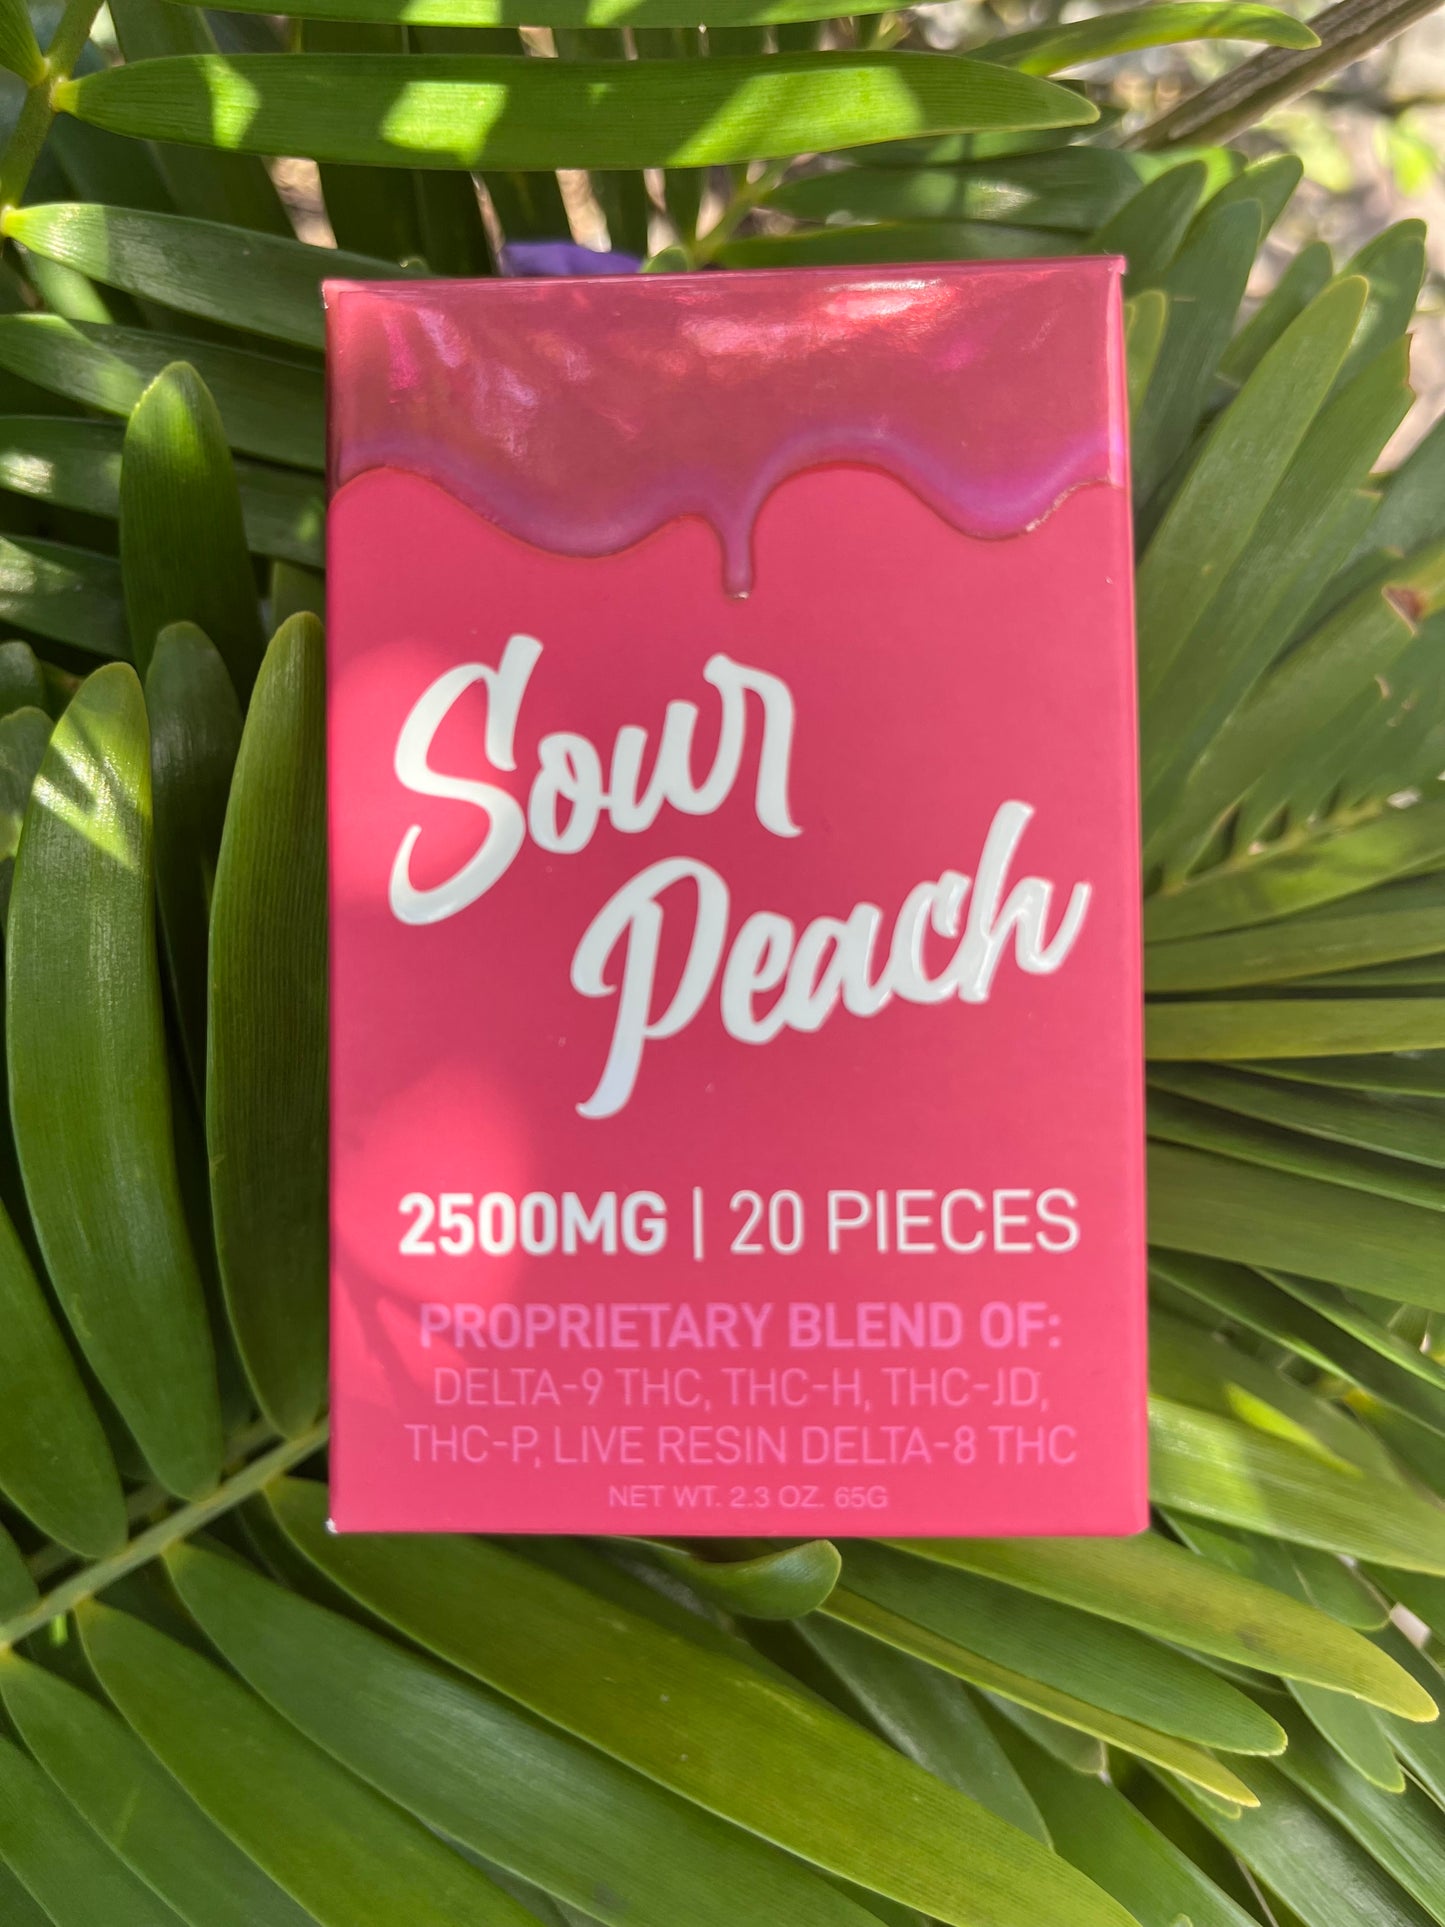 Sour
Peach
2500MG | 20 PIECES
PROPRIETARY BLEND OF:
DELTA-9 THC, THC-H, THC-JD,
THC-P, LIVE RESIN DELTA-8 THC
NET WT. 2.3 OZ. 65G